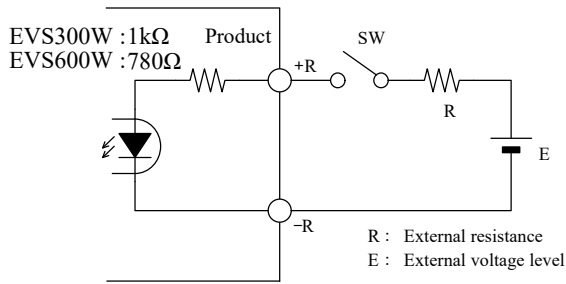 EVS300W :1kΩ
EVS600W :780Ω
Product
SW
+R
R
E
−R
R : External resistance
E : External voltage level